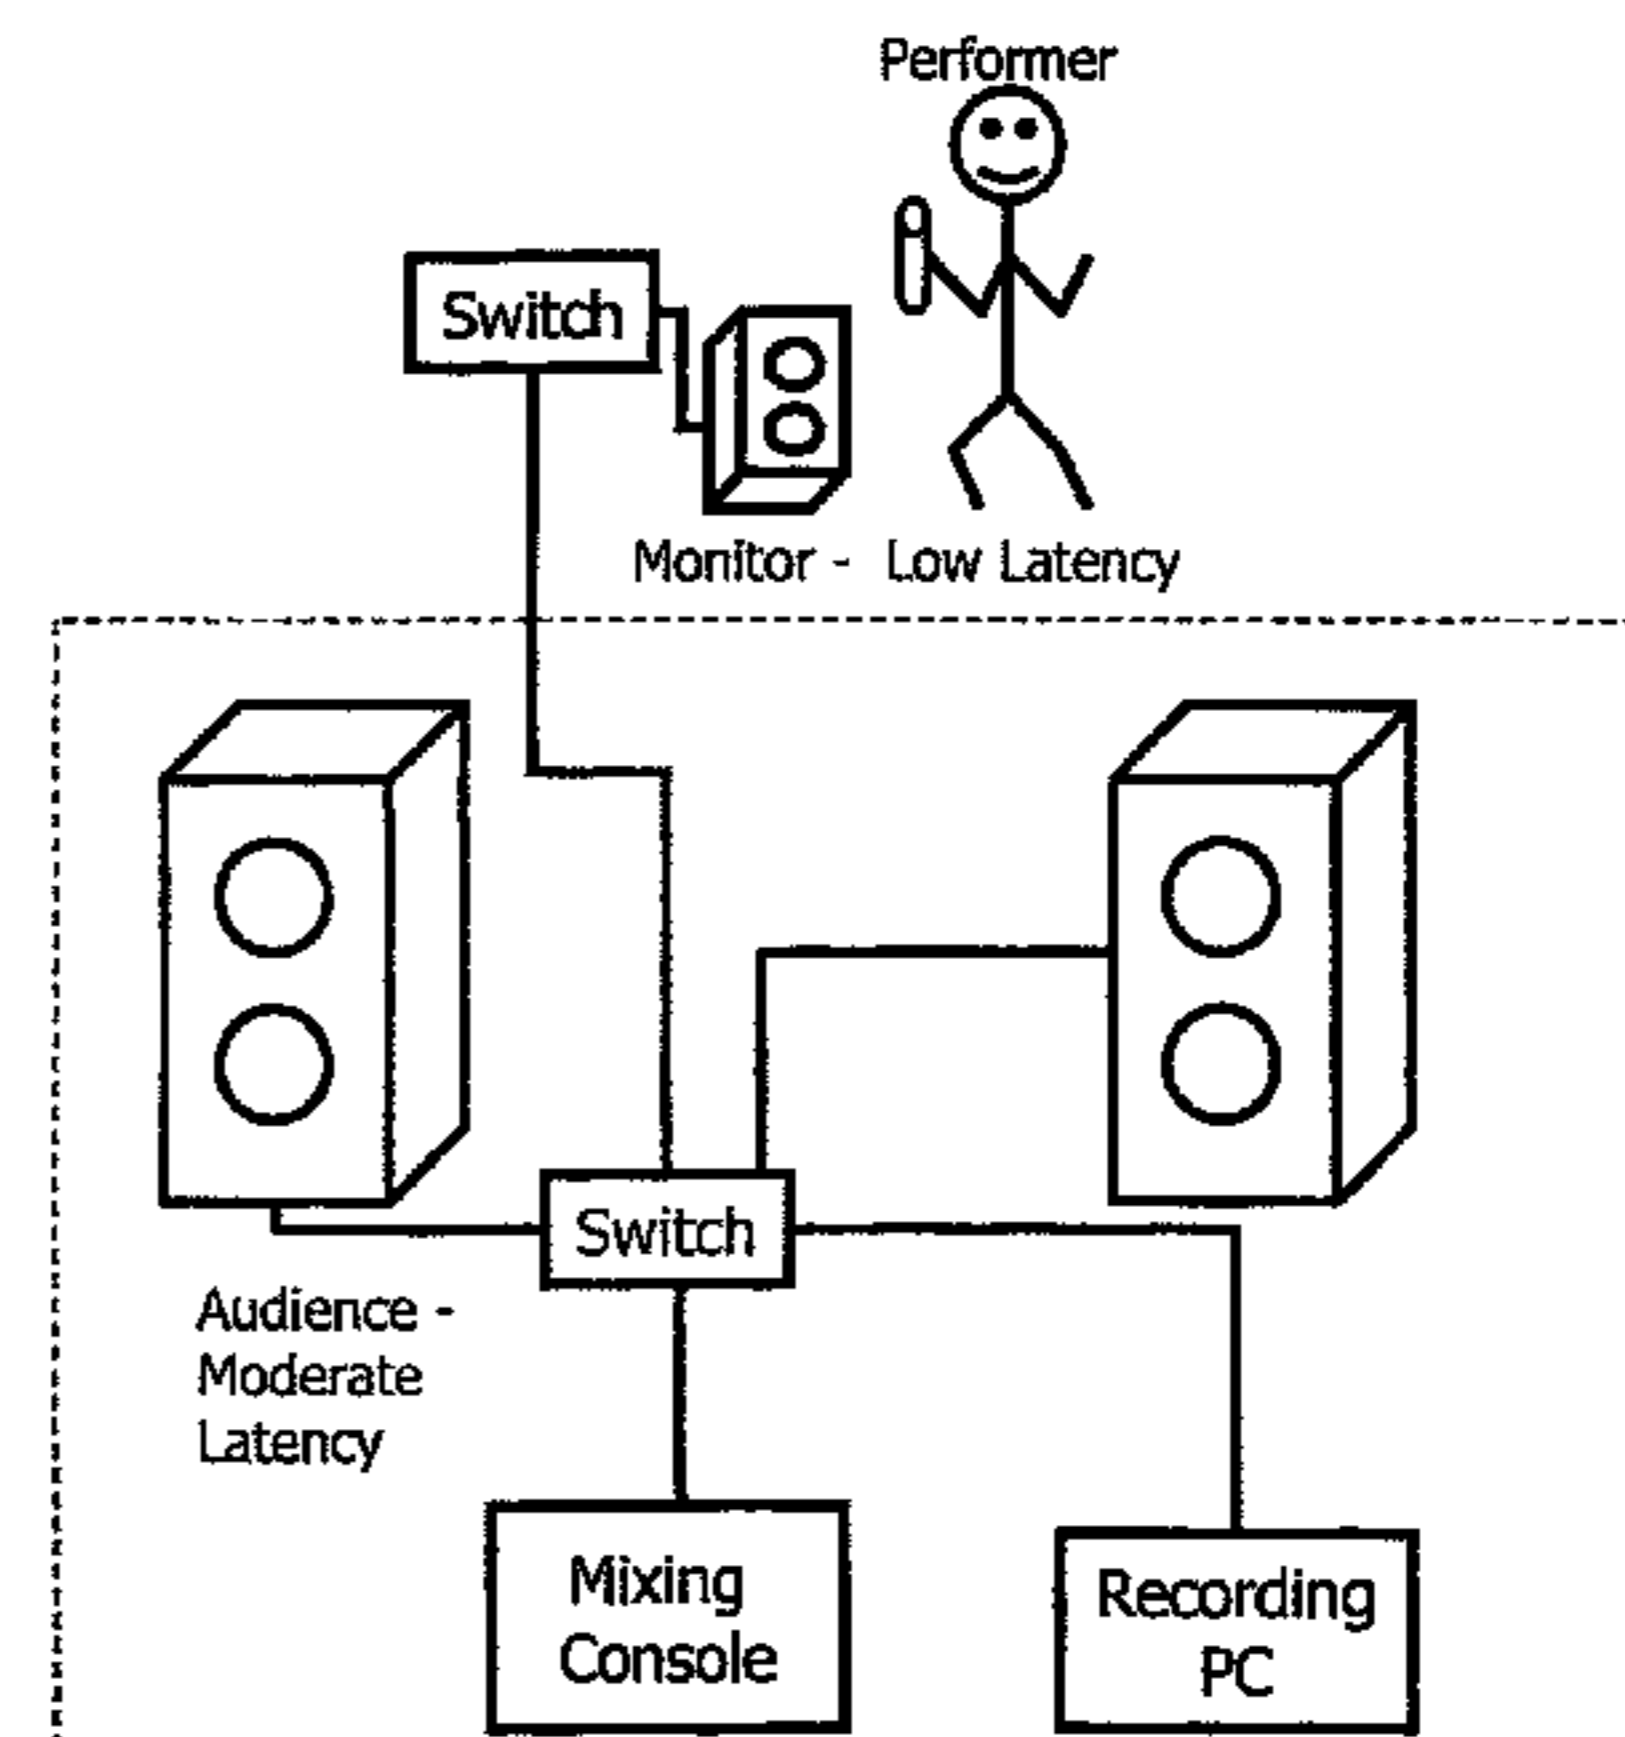 Performer
Switch
Monitor - Low Latency
Switch
Audience -
Moderate
Latency
Mixing
Console
Recording
PC